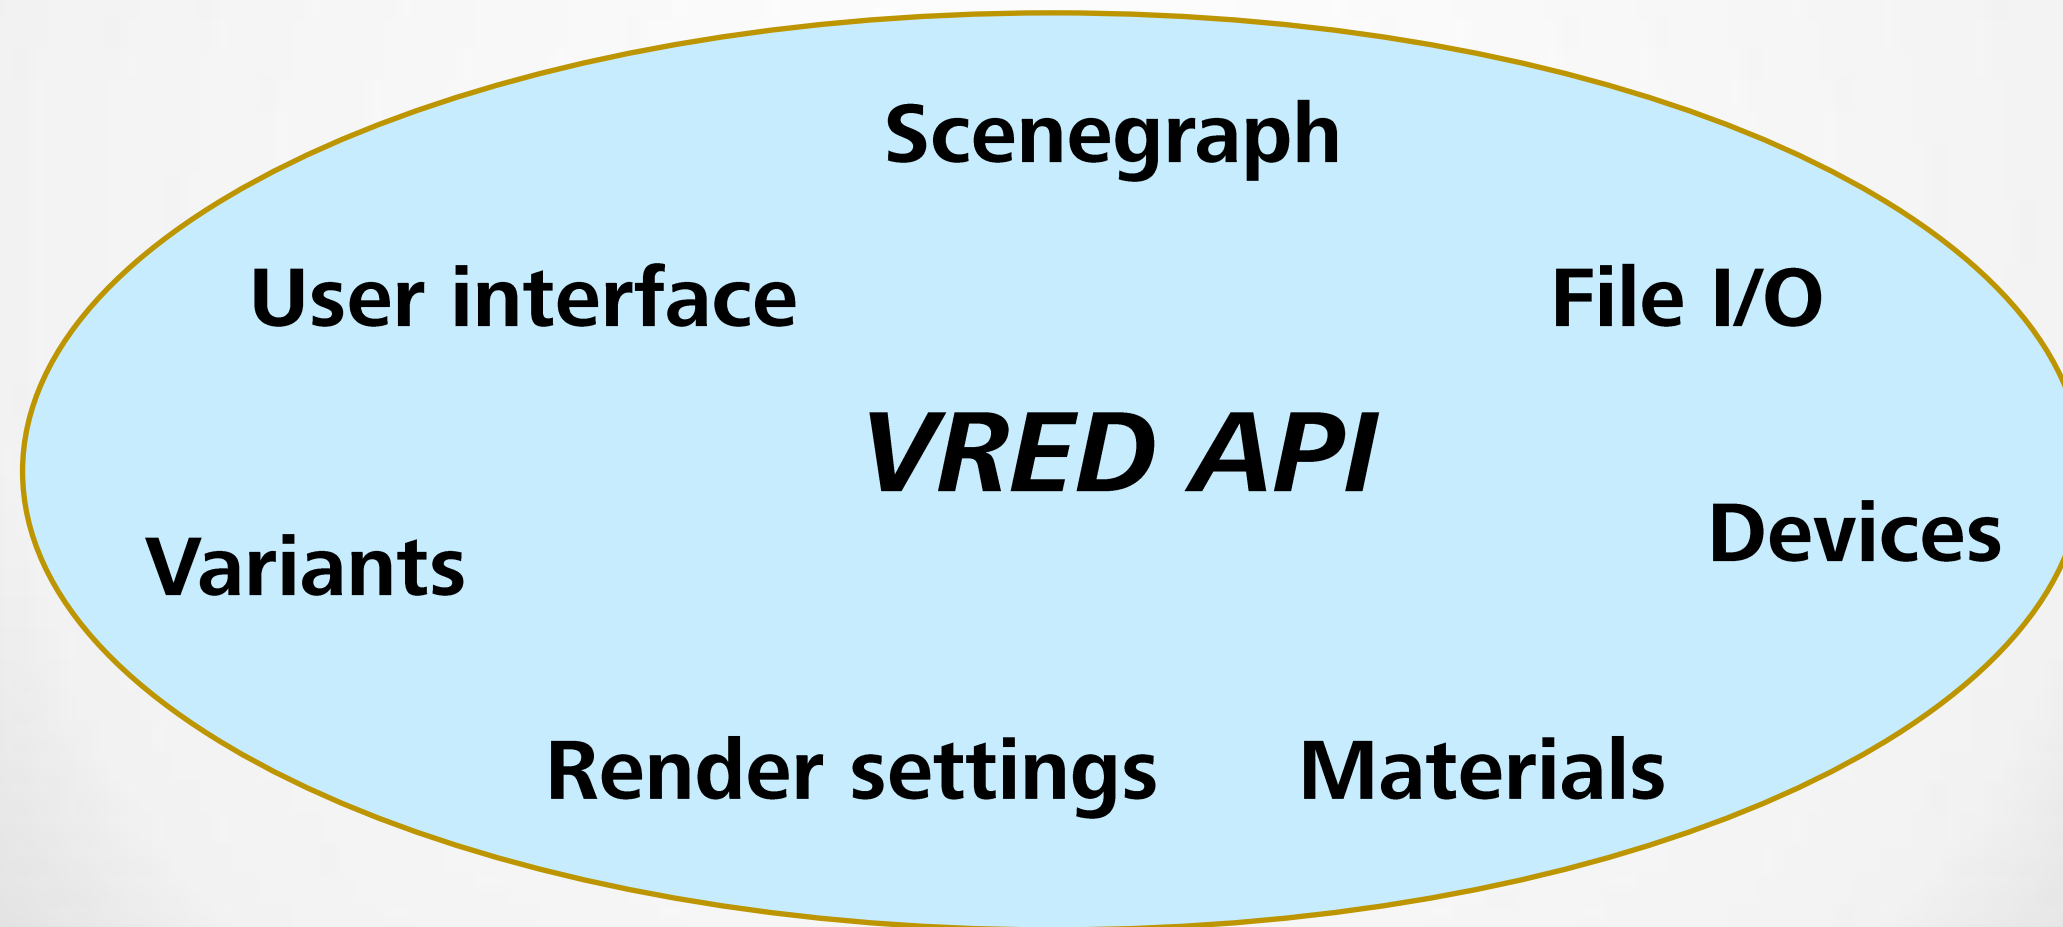 Scenegraph
User interface
File I/O
VRED API
Devices
Variants
Render settings
Materials